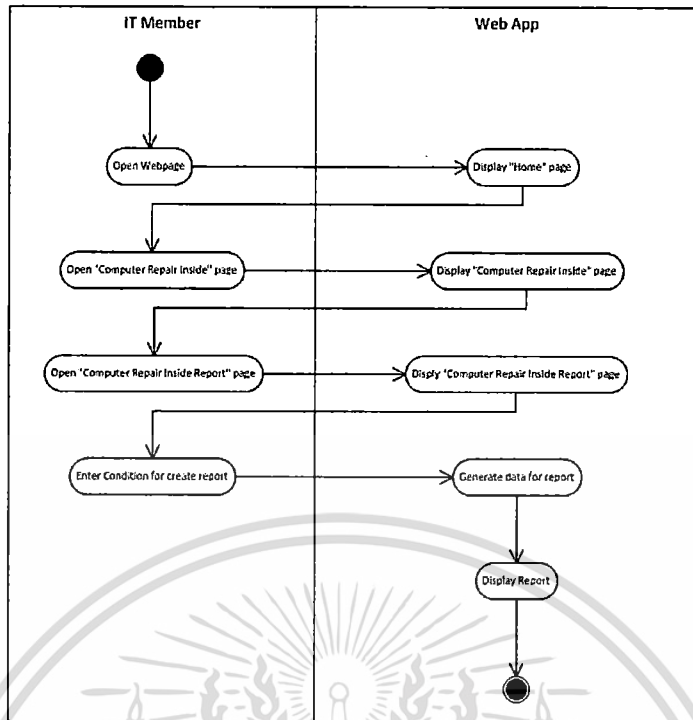 IT Member
Web App
Open Webpage
Display "Home" page
Open "Computer Repair Inside" page
Display "Computer Repair Inside" page
Open "Computer Repair Inside Report" page
Disply "Computer Repair Inside Report" page
Enter Condition for create report
Generate data for report
Display Report